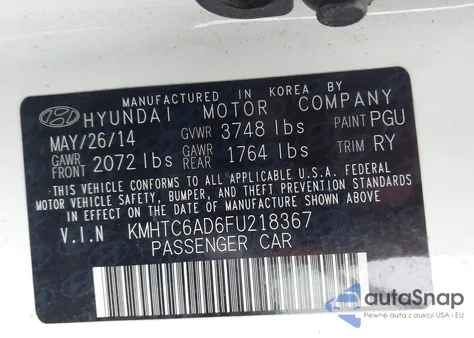 MANUFACTURED IN KOREA BY
HYUNDAI MOTOR COMPANY
MAY/26/14 GVWR 3748 lbs PAINT PGU
GAWR FRONT 2072 lbs GAWR REAR 1764 lbs TRIM RY
THIS VEHICLE CONFORMS TO ALL APPLICABLE U.S.A. FEDERAL
MOTOR VEHICLE SAFETY, BUMPER, AND THEFT PREVENTION STANDARDS
IN EFFECT ON THE DATE OF MANUFACTURE SHOWN ABOVE
V.I.N KMHTC6AD6FU218367
PASSENGER CAR
autoSnap
Pewne auta z aukcji USA i EU